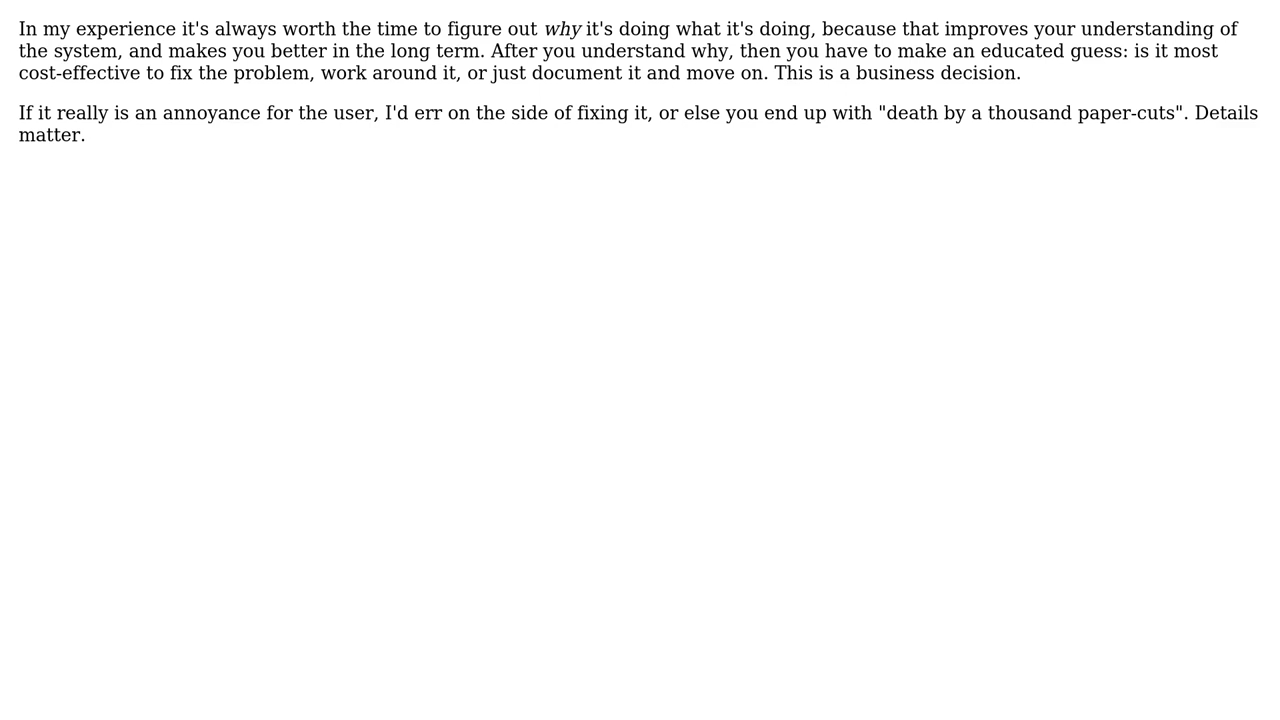 In my experience it's always worth the time to figure out why it's doing what it's doing, because that improves your understanding of
the system, and makes you better in the long term. After you understand why, then you have to make an educated guess: is it most
cost-effective to fix the problem, work around it, or just document it and move on. This is a business decision.
If it really is an annoyance for the user, I'd err on the side of fixing it, or else you end up with "death by a thousand paper-cuts". Details
matter.